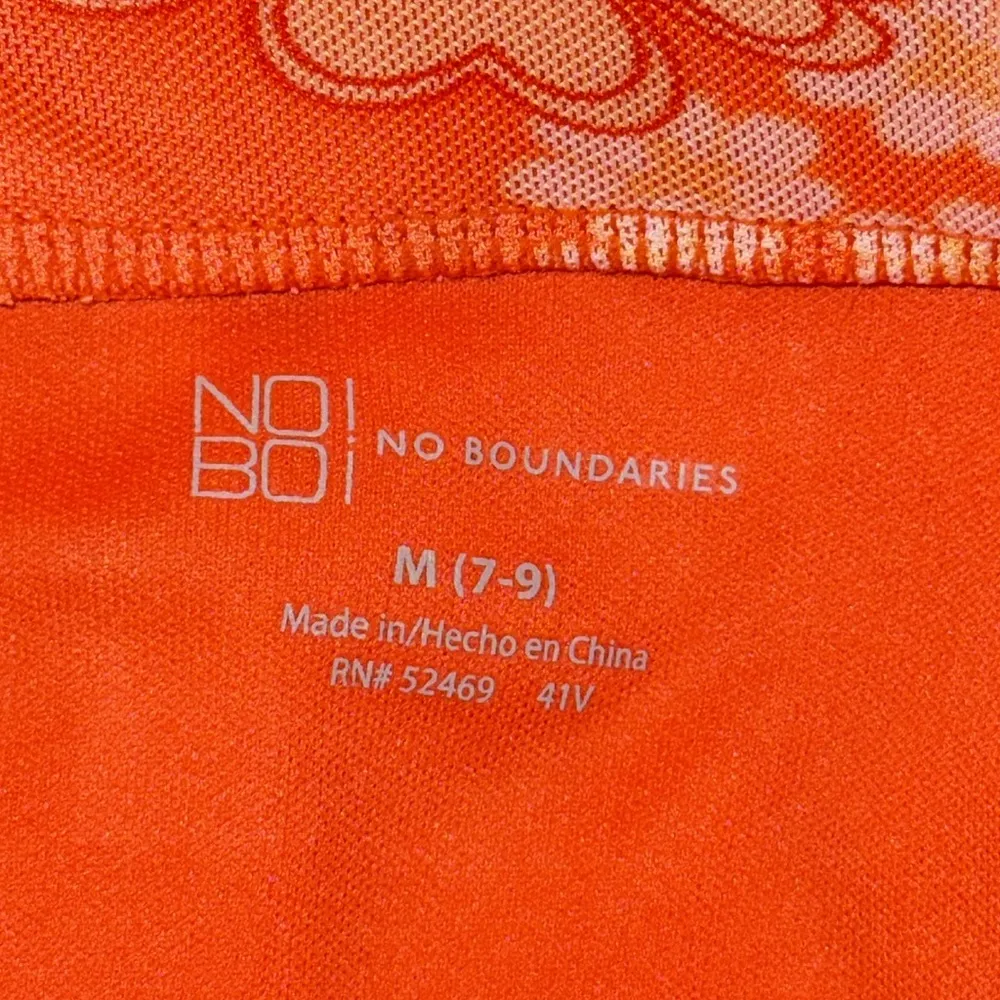 NO
BO
NO BOUNDARIES
M (7-9)
Made in/Hecho en China
RN# 52469 41V